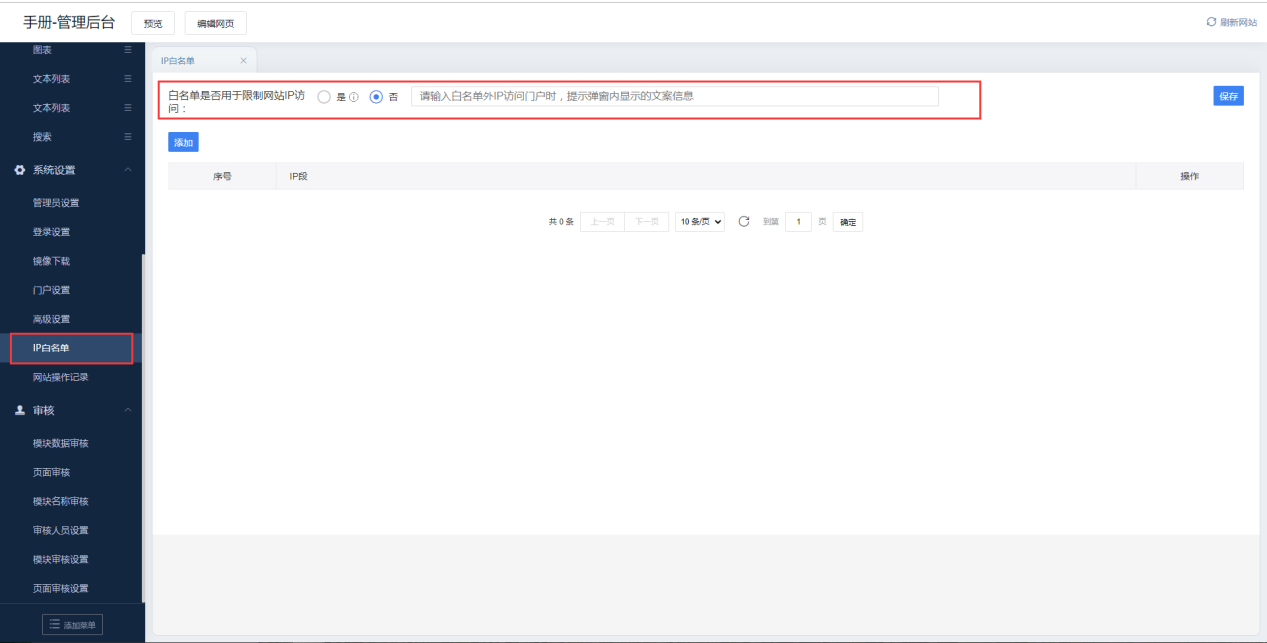 手册-管理后台 预览 编辑网页 刷新网站
图表
文本列表
文本列表
搜索
系统设置
管理员设置
登录设置
镜像下载
门户设置
高级设置
IP白名单
网站操作记录
审核
模块数据审核
页面审核
模块名称审核
审核人员设置
模块审核设置
页面审核设置
添加菜单
IP白名单
白名单是否用于限制网站IP访
问：
是 否 请输入白名单外IP访问门户时，提示弹窗内显示的文案信息 保存
添加
序号 IP段 操作
共 0 条 上一页 下一页 10 条/页 到第 1 页 确定